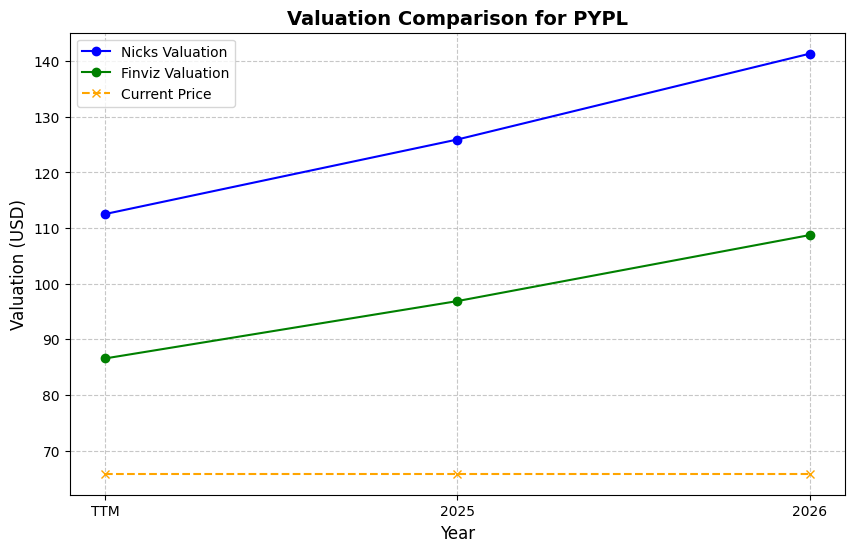 Valuation Comparison for PYPL
Nicks Valuation
Finviz Valuation
Current Price
140
130
120
110
100
90
80
70
Valuation (USD)
TTM
2025
2026
Year